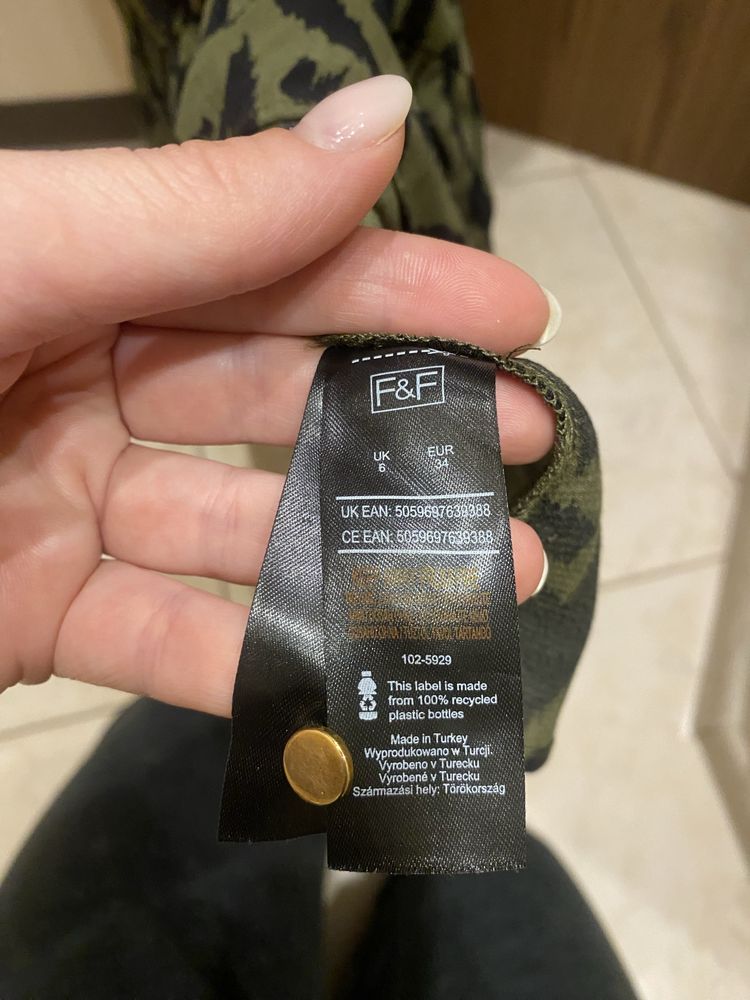 F&F
UK EUR
6 34
UK EAN: 5059697639388
CE EAN: 5059697639388
102-5929
This label is made
from 100% recycled
plastic bottles
Made in Turkey
Wyprodukowano w Turcji.
Vyrobeno v Turecku
Vyrobené v Turecku
Származási hely: Törökország